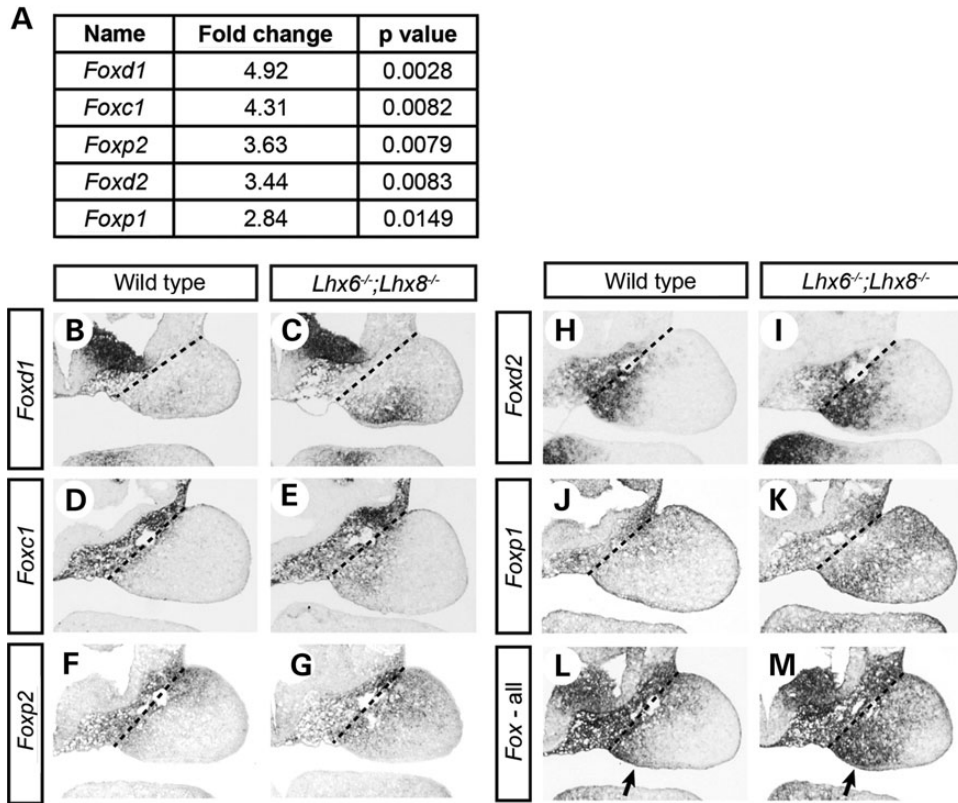 A
Name Fold change p value
Foxd1 4.92 0.0028
Foxc1 4.31 0.0082
Foxp2 3.63 0.0079
Foxd2 3.44 0.0083
Foxp1 2.84 0.0149
Wild type Lhx6-/-;Lhx8-/-
Foxd1 B C
Foxc1 D E
Foxp2 F G
Wild type Lhx6-/-;Lhx8-/-
Foxd2 H I
Foxp1 J K
Fox - all L M